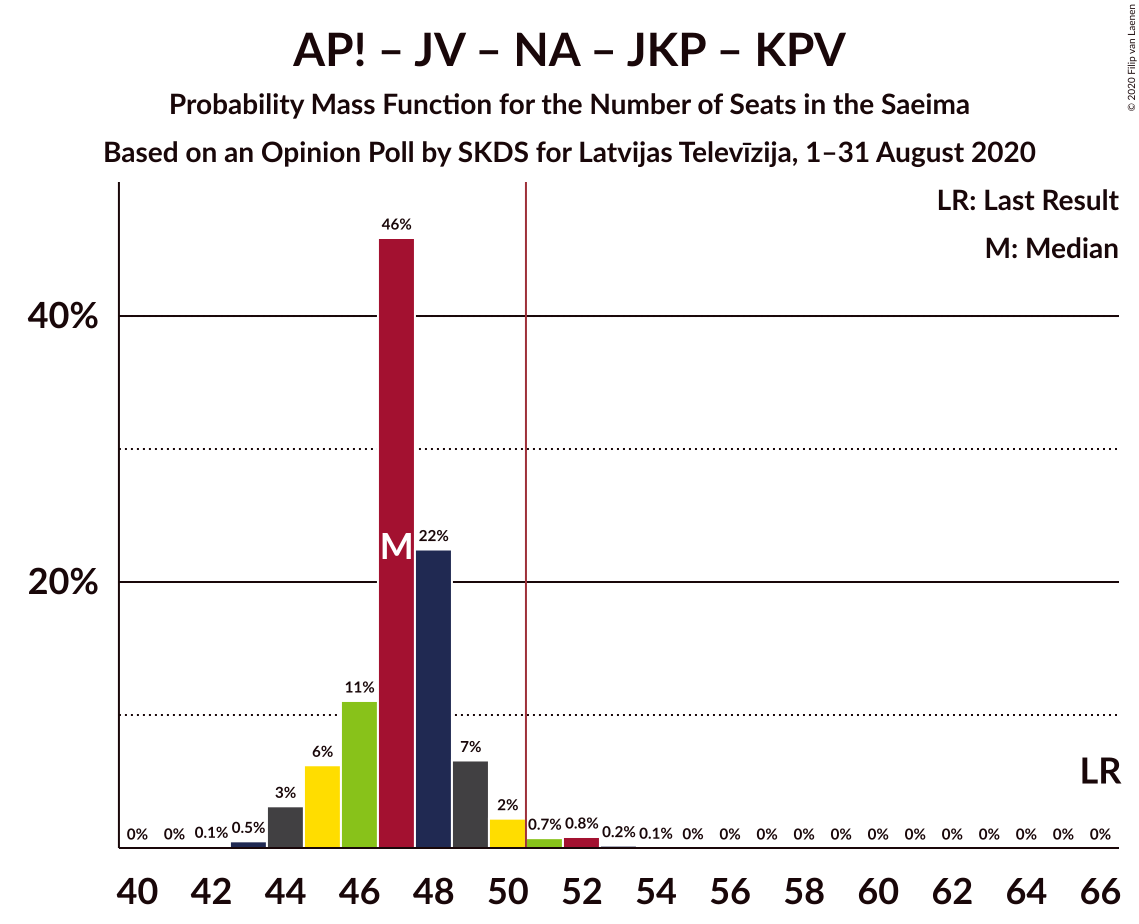 AP! – JV – NA – JKP – KPV
Probability Mass Function for the Number of Seats in the Saeima
Based on an Opinion Poll by SKDS for Latvijas Televīzija, 1–31 August 2020
© 2020 Filip van Laenen
LR: Last Result
M: Median
40%
20%
0% 0% 0.1% 0.5% 3% 6% 11% 46% 22% 7% 2% 0.7% 0.8% 0.2% 0.1% 0% 0% 0% 0% 0% 0% 0% 0% 0% 0% 0% 0%
M
LR
40 42 44 46 48 50 52 54 56 58 60 62 64 66